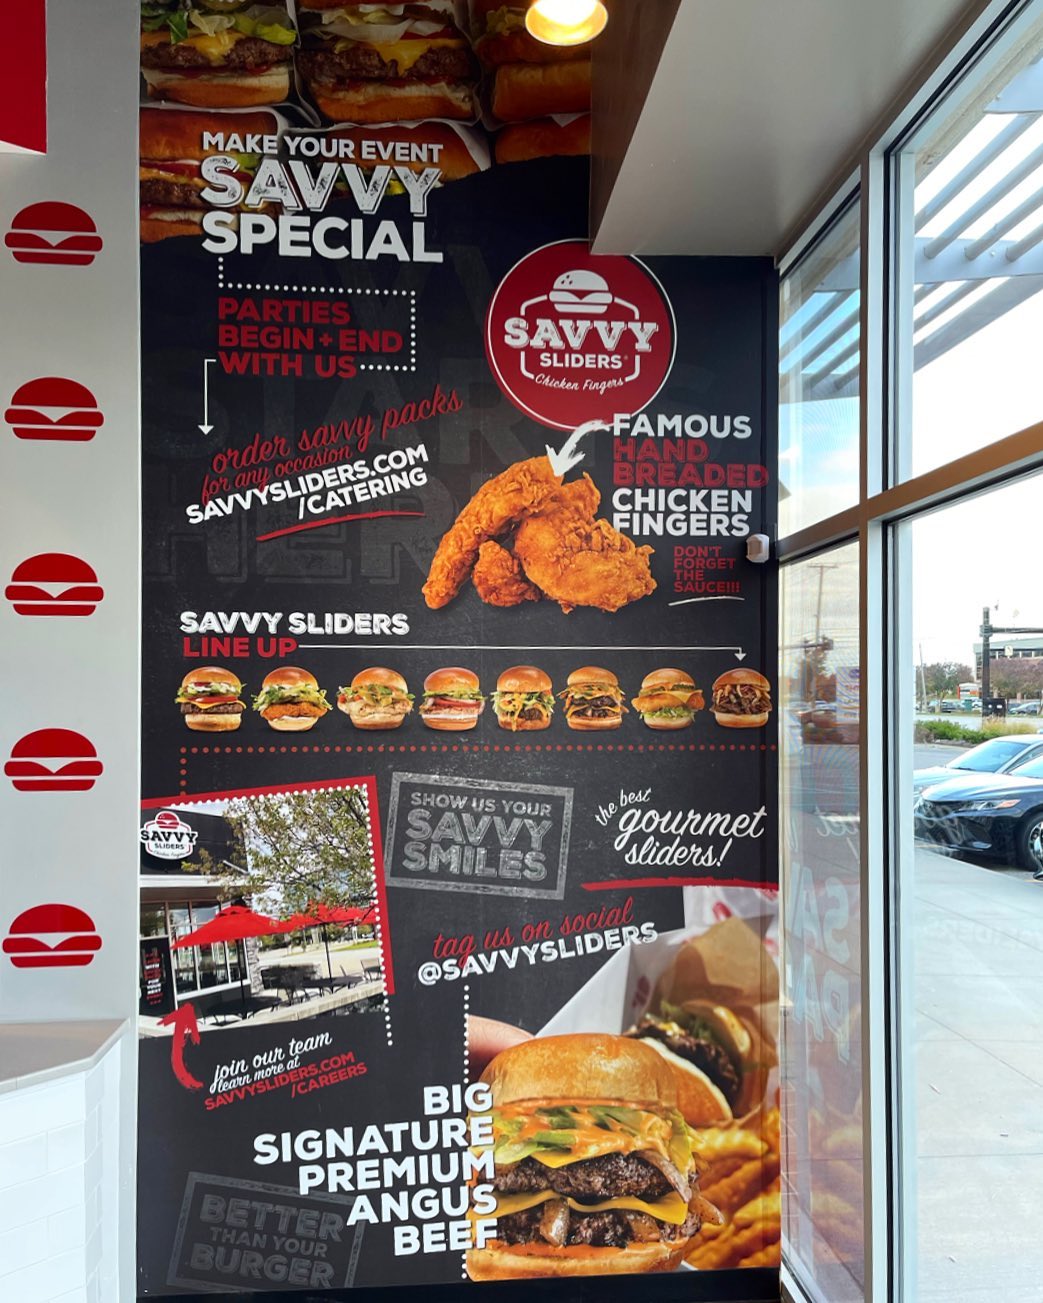 MAKE YOUR EVENT
SAVVY
SPECIAL
PARTIES
BEGIN + END
WITH US
order savvy packs
for any occasion
SAVVYSLIDERS.COM
/CATERING
SAVVY
SLIDERS®
Chicken Fingers
FAMOUS
HAND
BREADED
CHICKEN
FINGERS
DON'T
FORGET
THE
SAUCE!!!
SAVVY SLIDERS
LINE UP
SAVVY
SLIDERS
Chicken Fingers
SHOW US YOUR
SAVVY
SMILES
the best
gourmet
sliders!
tag us on social
@SAVVYSLIDERS
join our team
learn more at
SAVVYSLIDERS.COM
/CAREERS
BIG
SIGNATURE
PREMIUM
ANGUS
BEEF
BETTER
THAN YOUR
BURGER